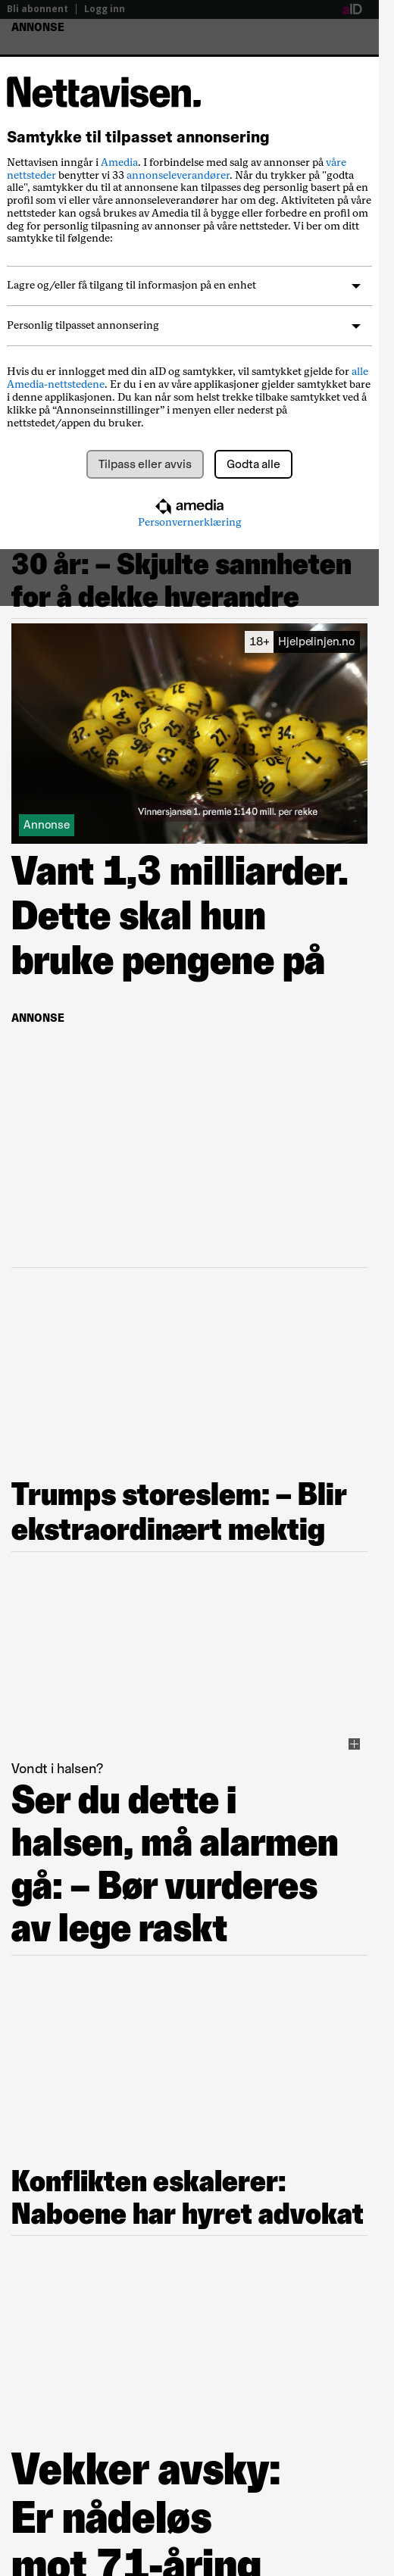 Bli abonnent | Logg inn
aID
ANNONSE
Nettavisen.
Samtykke til tilpasset annonsering
Nettavisen inngår i Amedia. I forbindelse med salg av annonser på våre
nettsteder benytter vi 33 annonseleverandører. Når du trykker på "godta
alle", samtykker du til at annonsene kan tilpasses deg personlig basert på en
profil som vi eller våre annonseleverandører har om deg. Aktiviteten på våre
nettsteder kan også brukes av Amedia til å bygge eller forbedre en profil om
deg for personlig tilpasning av annonser på våre nettsteder. Vi ber om ditt
samtykke til følgende:
Lagre og/eller få tilgang til informasjon på en enhet
Personlig tilpasset annonsering
Hvis du er innlogget med din aID og samtykker, vil samtykket gjelde for alle
Amedia-nettstedene. Er du i en av våre applikasjoner gjelder samtykket bare
i denne applikasjonen. Du kan når som helst trekke tilbake samtykket ved å
klikke på “Annonseinnstillinger” i menyen eller nederst på
nettstedet/appen du bruker.
Tilpass eller avvis
Godta alle
amedia
Personvernerklæring
30 år: – Skjulte sannheten
for å dekke hverandre
18+ Hjelpelinjen.no
Vinnersjanse 1. premie 1:140 mill. per rekke
Annonse
Vant 1,3 milliarder.
Dette skal hun
bruke pengene på
ANNONSE
Trumps storeslem: – Blir
ekstraordinært mektig
Vondt i halsen?
Ser du dette i
halsen, må alarmen
gå: – Bør vurderes
av lege raskt
Konflikten eskalerer:
Naboene har hyret advokat
Vekker avsky:
Er nådeløs
mot 71-åring